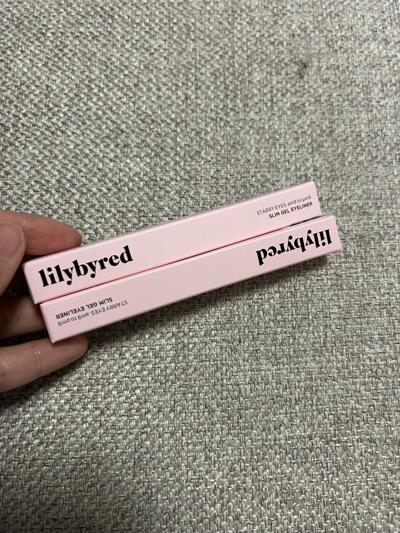 lilybyred
STARRY EYES am9 to pm9
SLIM GEL EYELINER
lilybyred
STARRY EYES am9 to pm9
SLIM GEL EYELINER